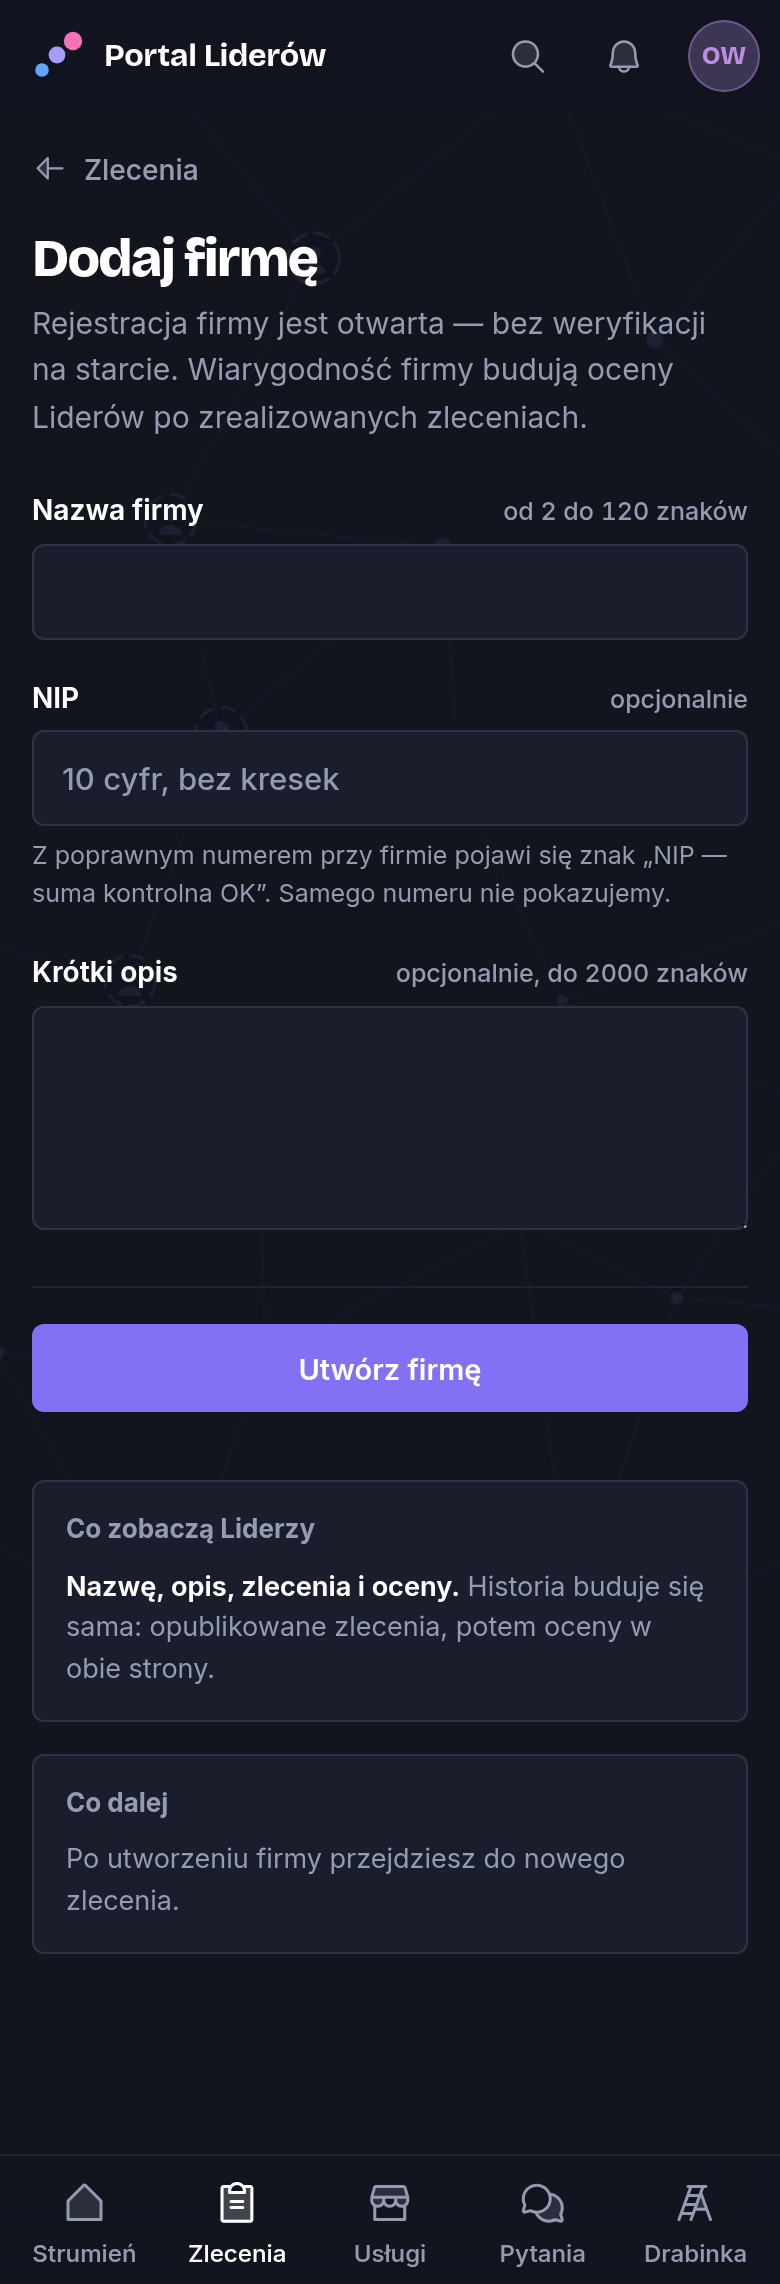 Portal Liderów
OW
Zlecenia
Dodaj firmę
Rejestracja firmy jest otwarta — bez weryfikacji
na starcie. Wiarygodność firmy budują oceny
Liderów po zrealizowanych zleceniach.
Nazwa firmy od 2 do 120 znaków
NIP opcjonalnie
10 cyfr, bez kresek
Z poprawnym numerem przy firmie pojawi się znak „NIP —
suma kontrolna OK”. Samego numeru nie pokazujemy.
Krótki opis opcjonalnie, do 2000 znaków
Utwórz firmę
Co zobaczą Liderzy
Nazwę, opis, zlecenia i oceny. Historia buduje się
sama: opublikowane zlecenia, potem oceny w
obie strony.
Co dalej
Po utworzeniu firmy przejdziesz do nowego
zlecenia.
Strumień Zlecenia Usługi Pytania Drabinka